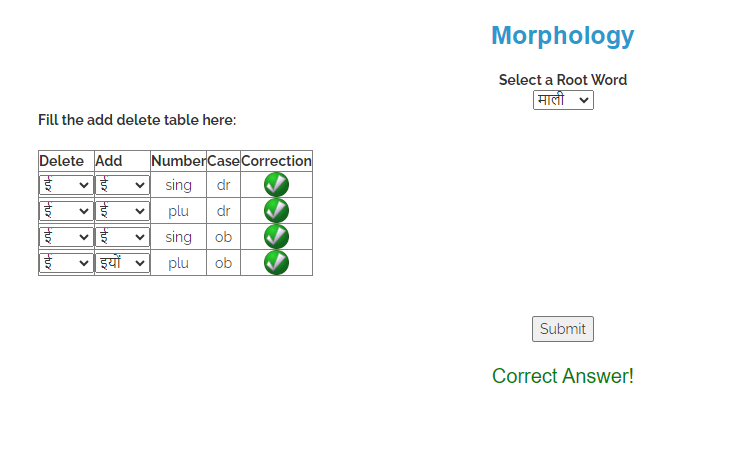 Morphology
Select a Root Word
माली
Fill the add delete table here:
Delete Add Number Case Correction
ई ई sing dr
ई ई plu dr
ई ई sing ob
ई इयों plu ob
Submit
Correct Answer!